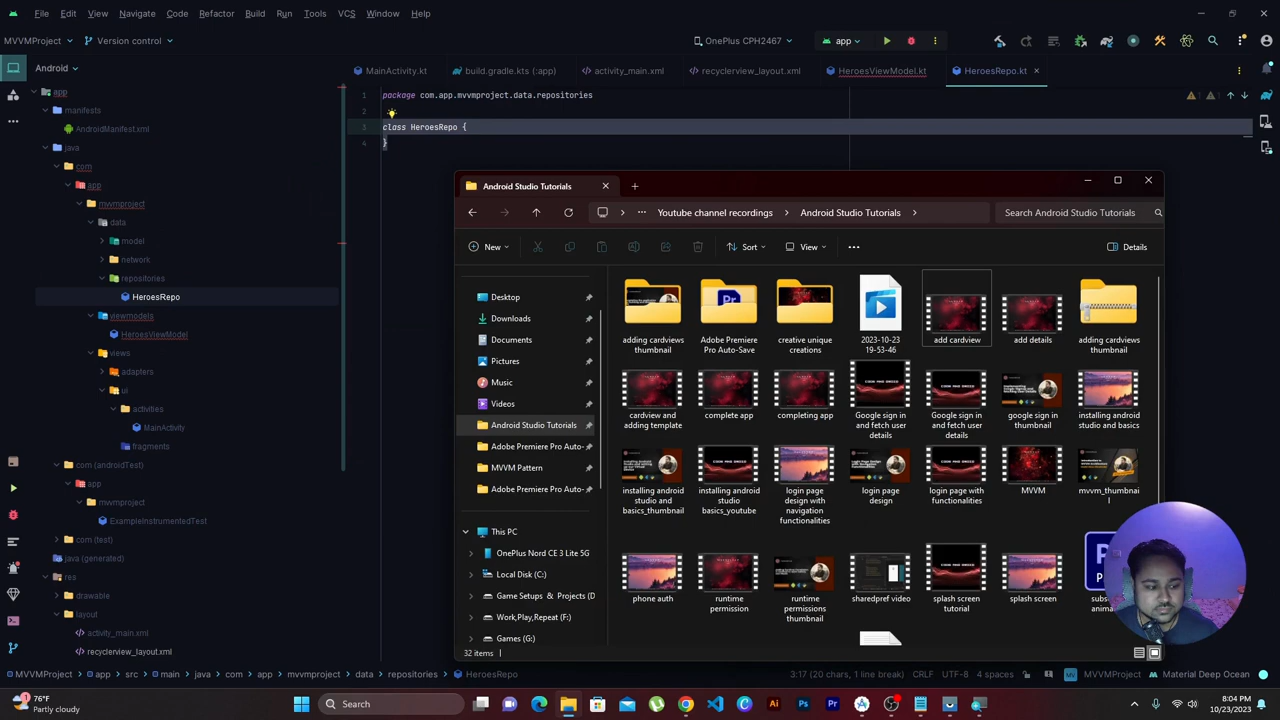 File Edit View Navigate Code Refactor Build Run Tools VCS Window Help
MVVMProject Version control OnePlus CPH2467 app
Android
MainActivity.kt build.gradle.kts (:app) activity_main.xml recyclerview_layout.xml HeroesViewModel.kt HeroesRepo.kt
app
manifests
AndroidManifest.xml
java
com
app
mvvmproject
data
model
network
repositories
HeroesRepo
viewmodels
HeroesViewModel
views
adapters
ui
activities
MainActivity
fragments
com (androidTest)
app
mvvmproject
ExampleInstrumentedTest
com (test)
java (generated)
res
drawable
layout
activity_main.xml
recyclerview_layout.xml
1 package com.app.mvvmproject.data.repositories
2
3 class HeroesRepo {
4 }
1 1
Android Studio Tutorials
Youtube channel recordings Android Studio Tutorials Search Android Studio Tutorials
New Sort View Details
Desktop
Downloads
Documents
Pictures
Music
Videos
Android Studio Tutorials
Adobe Premiere Pro Auto-
MVVM Pattern
Adobe Premiere Pro Auto-
This PC
OnePlus Nord CE 3 Lite 5G
Local Disk (C:)
Game Setups & Projects (D
Work,Play,Repeat (F:)
Games (G:)
adding cardviews thumbnail
Adobe Premiere Pro Auto-Save
creative unique creations
2023-10-23 19-53-46
add cardview
add details
adding cardviews thumbnail
cardview and adding template
complete app
completing app
Google sign in and fetch user details
Google sign in and fetch user details
google sign in thumbnail
installing android studio and basics
installing android studio and basics_thumbnail
installing android studio basics_youtube
login page design with navigation functionalities
login page design
login page with functionalities
MVVM
mvvm_thumbnail
phone auth
runtime permission
runtime permissions thumbnail
sharedpref video
splash screen tutorial
splash screen
32 items
MVVMProject app src main java com app mvvmproject data repositories HeroesRepo
3:17 (20 chars, 1 line break) CRLF UTF-8 4 spaces MVVMProject Material Deep Ocean
76°F
Partly cloudy
Search
8:04 PM
10/23/2023